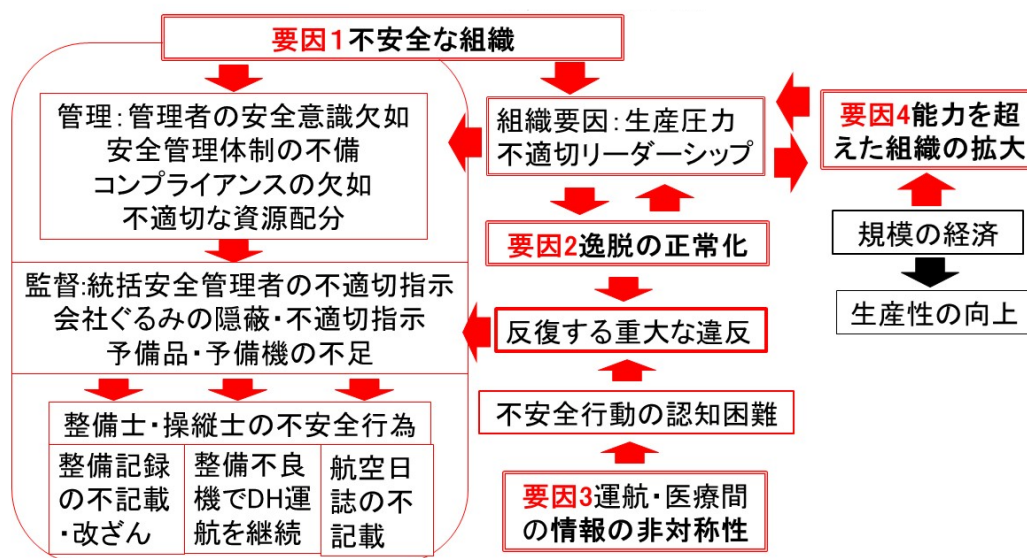 要因1不安全な組織
管理：管理者の安全意識欠如
安全管理体制の不備
コンプライアンスの欠如
不適切な資源配分
組織要因：生産圧力
不適切リーダーシップ
要因4能力を超
えた組織の拡大
規模の経済
生産性の向上
要因2逸脱の正常化
監督:統括安全管理者の不適切指示
会社ぐるみの隠蔽・不適切指示
予備品・予備機の不足
反復する重大な違反
不安全行動の認知困難
要因3運航・医療間
の情報の非対称性
整備士・操縦士の不安全行為
整備記録
の不記載
・改ざん
整備不良
機でDH運
航を継続
航空日
誌の不
記載